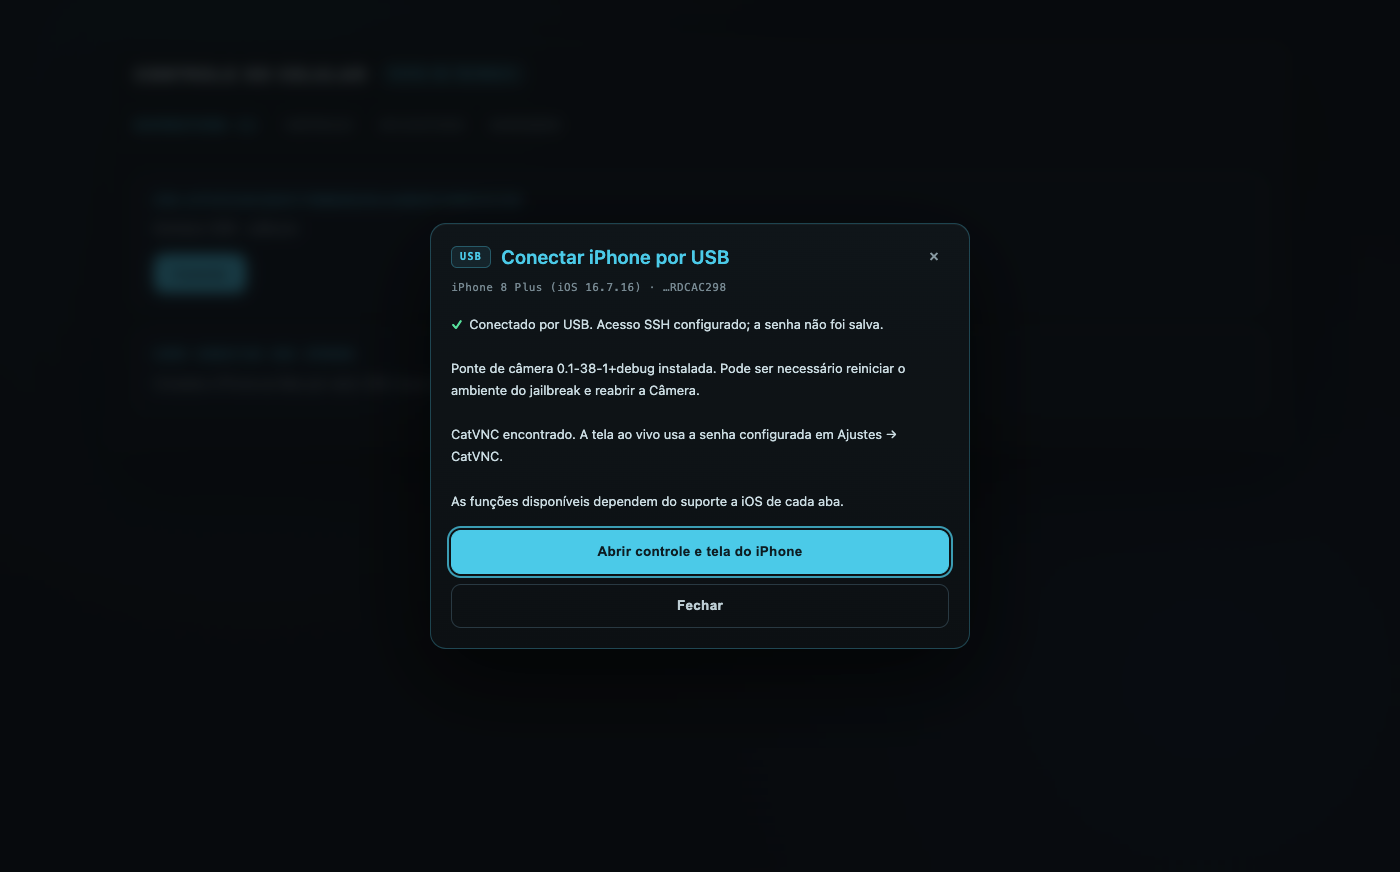 USB Conectar iPhone por USB ×
iPhone 8 Plus (iOS 16.7.16) · …RDCAC298
✓ Conectado por USB. Acesso SSH configurado; a senha não foi salva.
Ponte de câmera 0.1-38-1+debug instalada. Pode ser necessário reiniciar o
ambiente do jailbreak e reabrir a Câmera.
CatVNC encontrado. A tela ao vivo usa a senha configurada em Ajustes →
CatVNC.
As funções disponíveis dependem do suporte a iOS de cada aba.
Abrir controle e tela do iPhone
Fechar